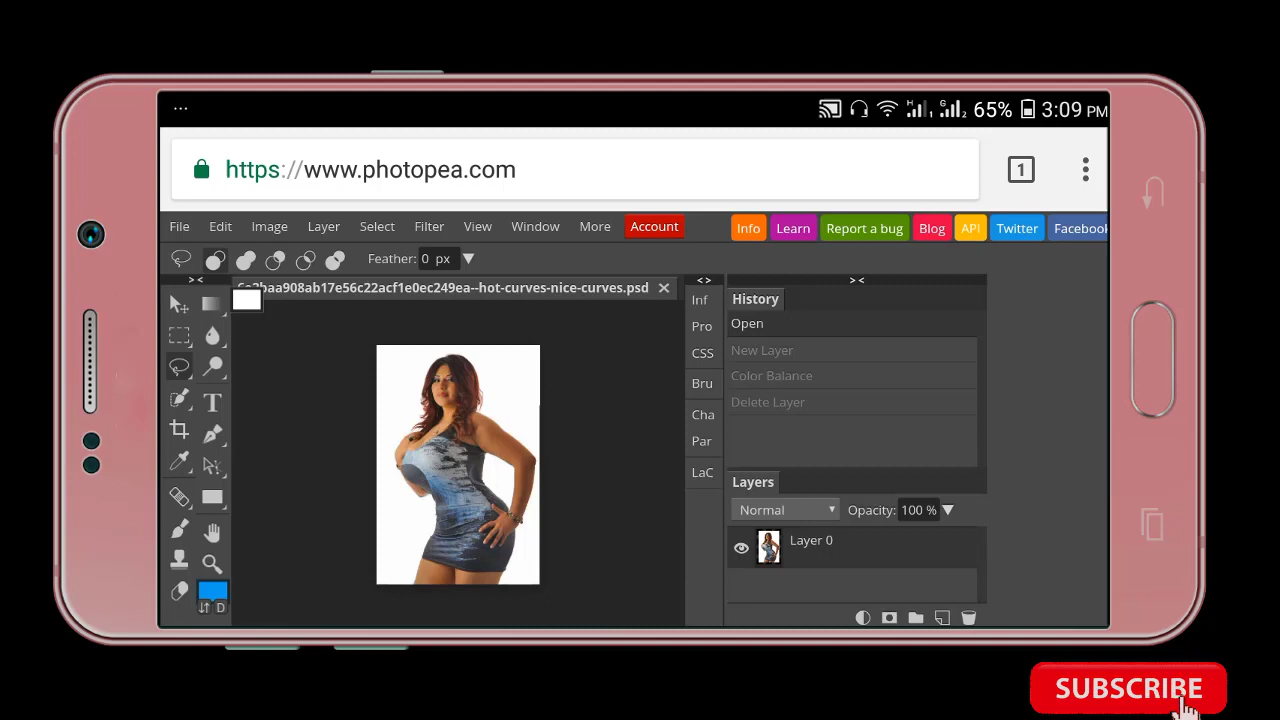 ... 65% 3:09 PM
https://www.photopea.com 1
File Edit Image Layer Select Filter View Window More Account Info Learn Report a bug Blog API Twitter Facebook
Feather: 0 px
> < < > > <
6e3baa908ab17e56c22acf1e0ec249ea--hot-curves-nice-curves.psd
Inf
Pro
CSS
Bru
Cha
Par
LaC
History
Open
New Layer
Color Balance
Delete Layer
Layers
Normal Opacity: 100 %
Layer 0
T
D
SUBSCRIBE